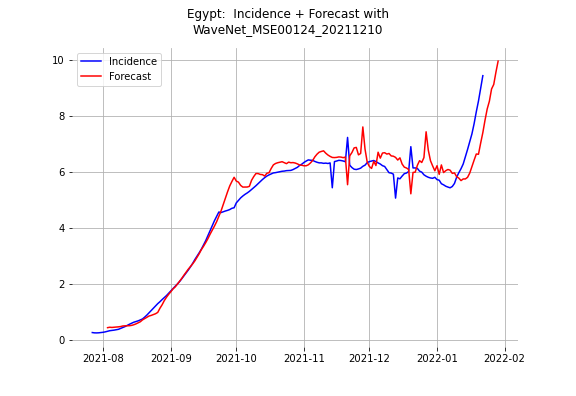 Egypt:  Incidence + Forecast with
WaveNet_MSE00124_20211210
Incidence
Forecast
10
8
6
4
2
0
2021-08 2021-09 2021-10 2021-11 2021-12 2022-01 2022-02